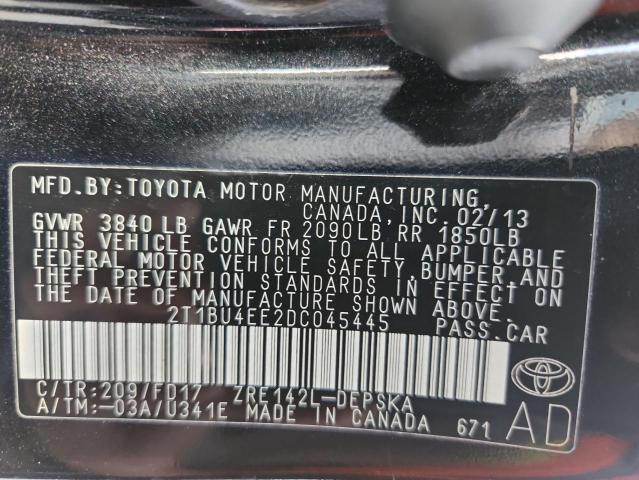 MFD.BY:TOYOTA MOTOR MANUFACTURING,
CANADA, INC. 02/13
GVWR 3840 LB GAWR FR 2090LB, RR 1850LB
THIS VEHICLE CONFORMS TO ALL APPLICABLE
FEDERAL MOTOR VEHICLE SAFETY, BUMPER AND
THEFT PREVENTION STANDARDS IN EFFECT ON
THE DATE OF MANUFACTURE SHOWN ABOVE.
2T1BU4EE2DC045445 PASS.CAR
C/TR:209/FD17 ZRE142L-DEPSKA
A/TM:-03A/U341E MADE IN CANADA 671
AD